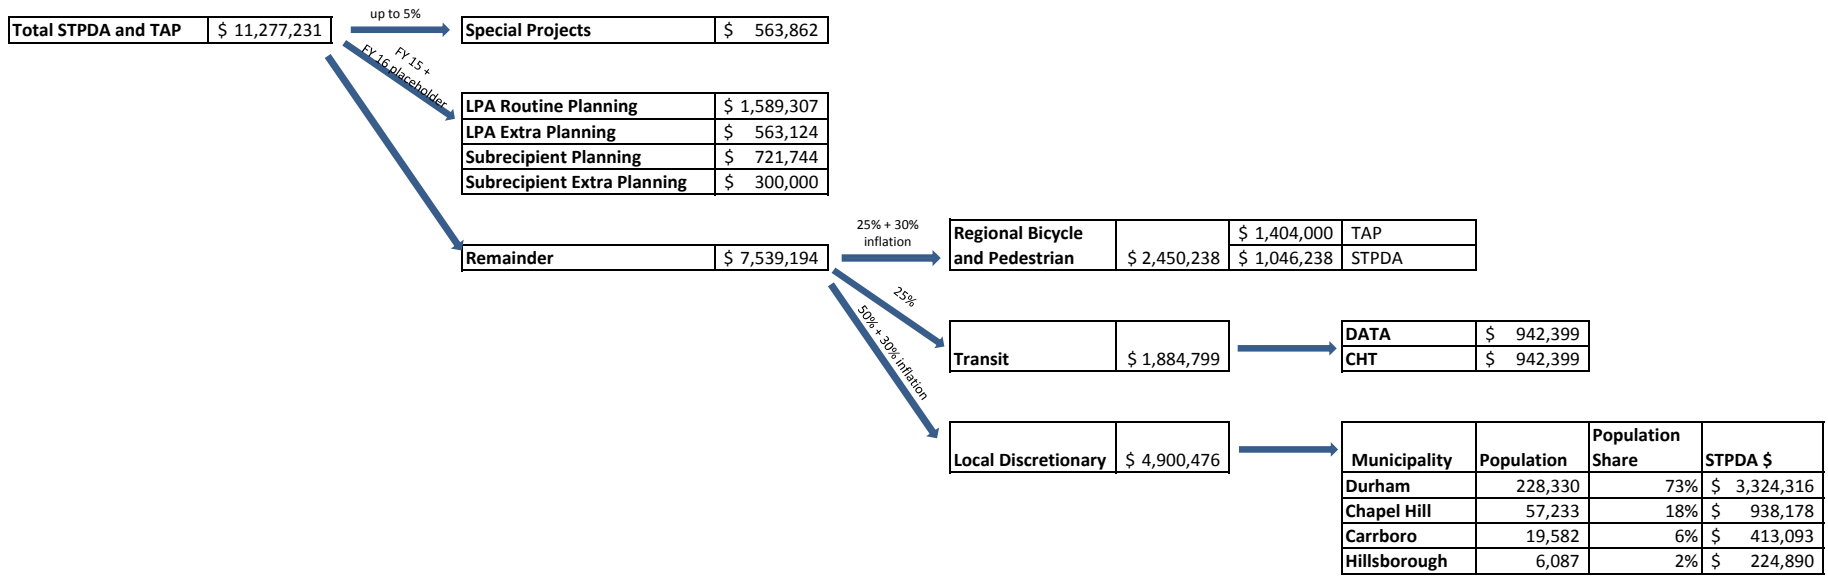 up to 5%
Total STPDA and TAP $ 11,277,231
Special Projects $ 563,862
FY 15 +
FY 16 placeholder
LPA Routine Planning $ 1,589,307
LPA Extra Planning $ 563,124
Subrecipient Planning $ 721,744
Subrecipient Extra Planning $ 300,000
Remainder $ 7,539,194
25% + 30%
inflation
Regional Bicycle
and Pedestrian $ 2,450,238
$ 1,404,000 TAP
$ 1,046,238 STPDA
25%
Transit $ 1,884,799
DATA $ 942,399
CHT $ 942,399
50% + 30% inflation
Local Discretionary $ 4,900,476
Municipality Population Population Share STPDA $
Durham 228,330 73% $ 3,324,316
Chapel Hill 57,233 18% $ 938,178
Carrboro 19,582 6% $ 413,093
Hillsborough 6,087 2% $ 224,890